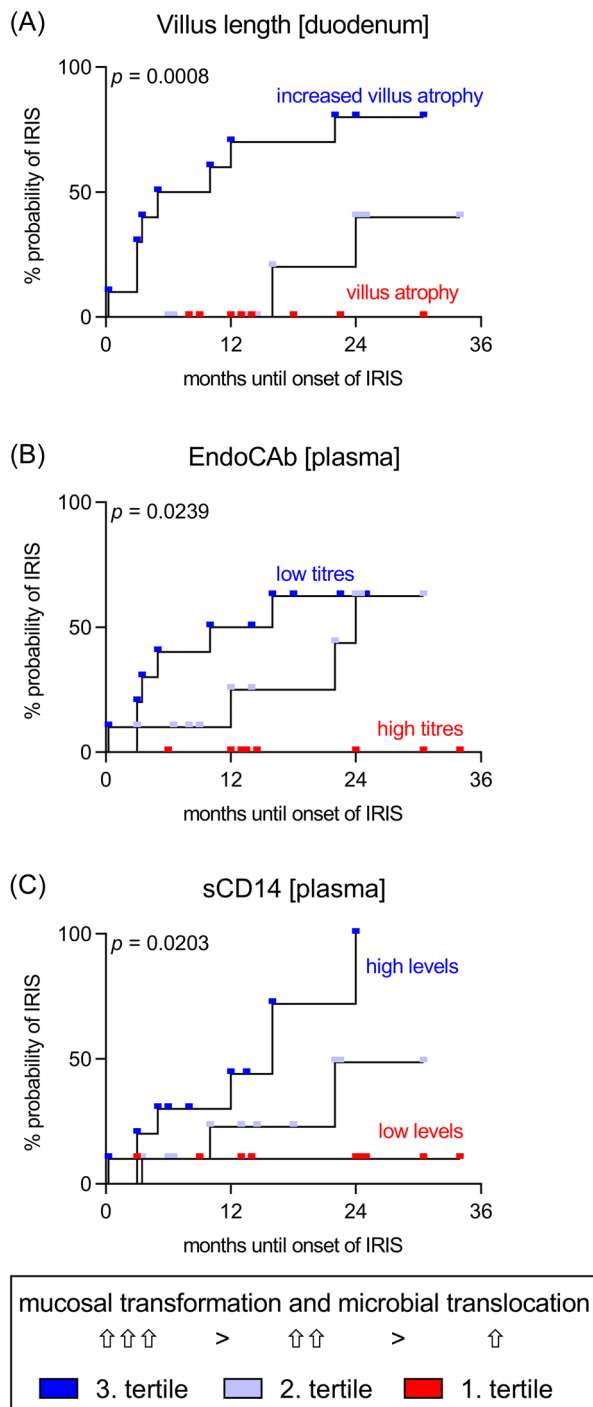 (A)
Villus length [duodenum]
100
p = 0.0008
increased villus atrophy
% probability of IRIS
50
villus atrophy
0
0 12 24 36
months until onset of IRIS
(B)
EndoCAb [plasma]
100
p = 0.0239
low titres
% probability of IRIS
50
high titres
0
0 12 24 36
months until onset of IRIS
(C)
sCD14 [plasma]
100
p = 0.0203
high levels
% probability of IRIS
50
low levels
0
0 12 24 36
months until onset of IRIS
mucosal transformation and microbial translocation
⇧⇧⇧ > ⇧⇧ > ⇧
3. tertile 2. tertile 1. tertile